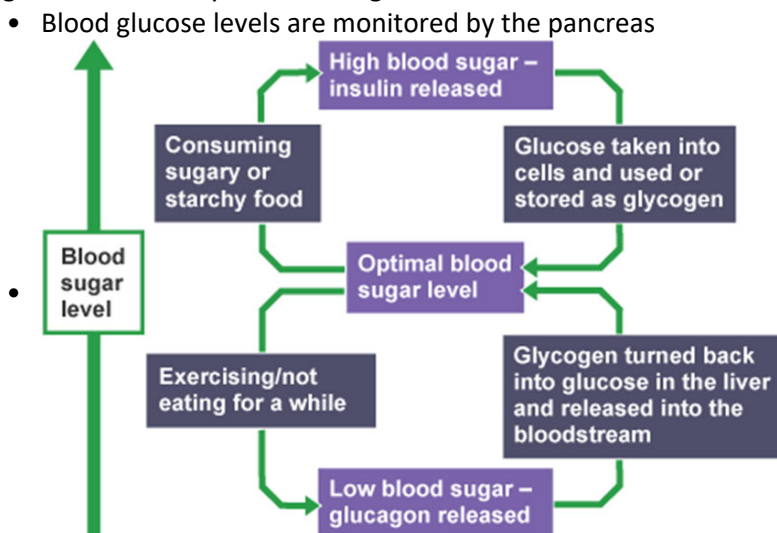 • Blood glucose levels are monitored by the pancreas
High blood sugar –
insulin released
Consuming
sugary or
starchy food
Glucose taken into
cells and used or
stored as glycogen
Blood
sugar
level
Optimal blood
sugar level
•
Exercising/not
eating for a while
Glycogen turned back
into glucose in the liver
and released into the
bloodstream
Low blood sugar –
glucagon released